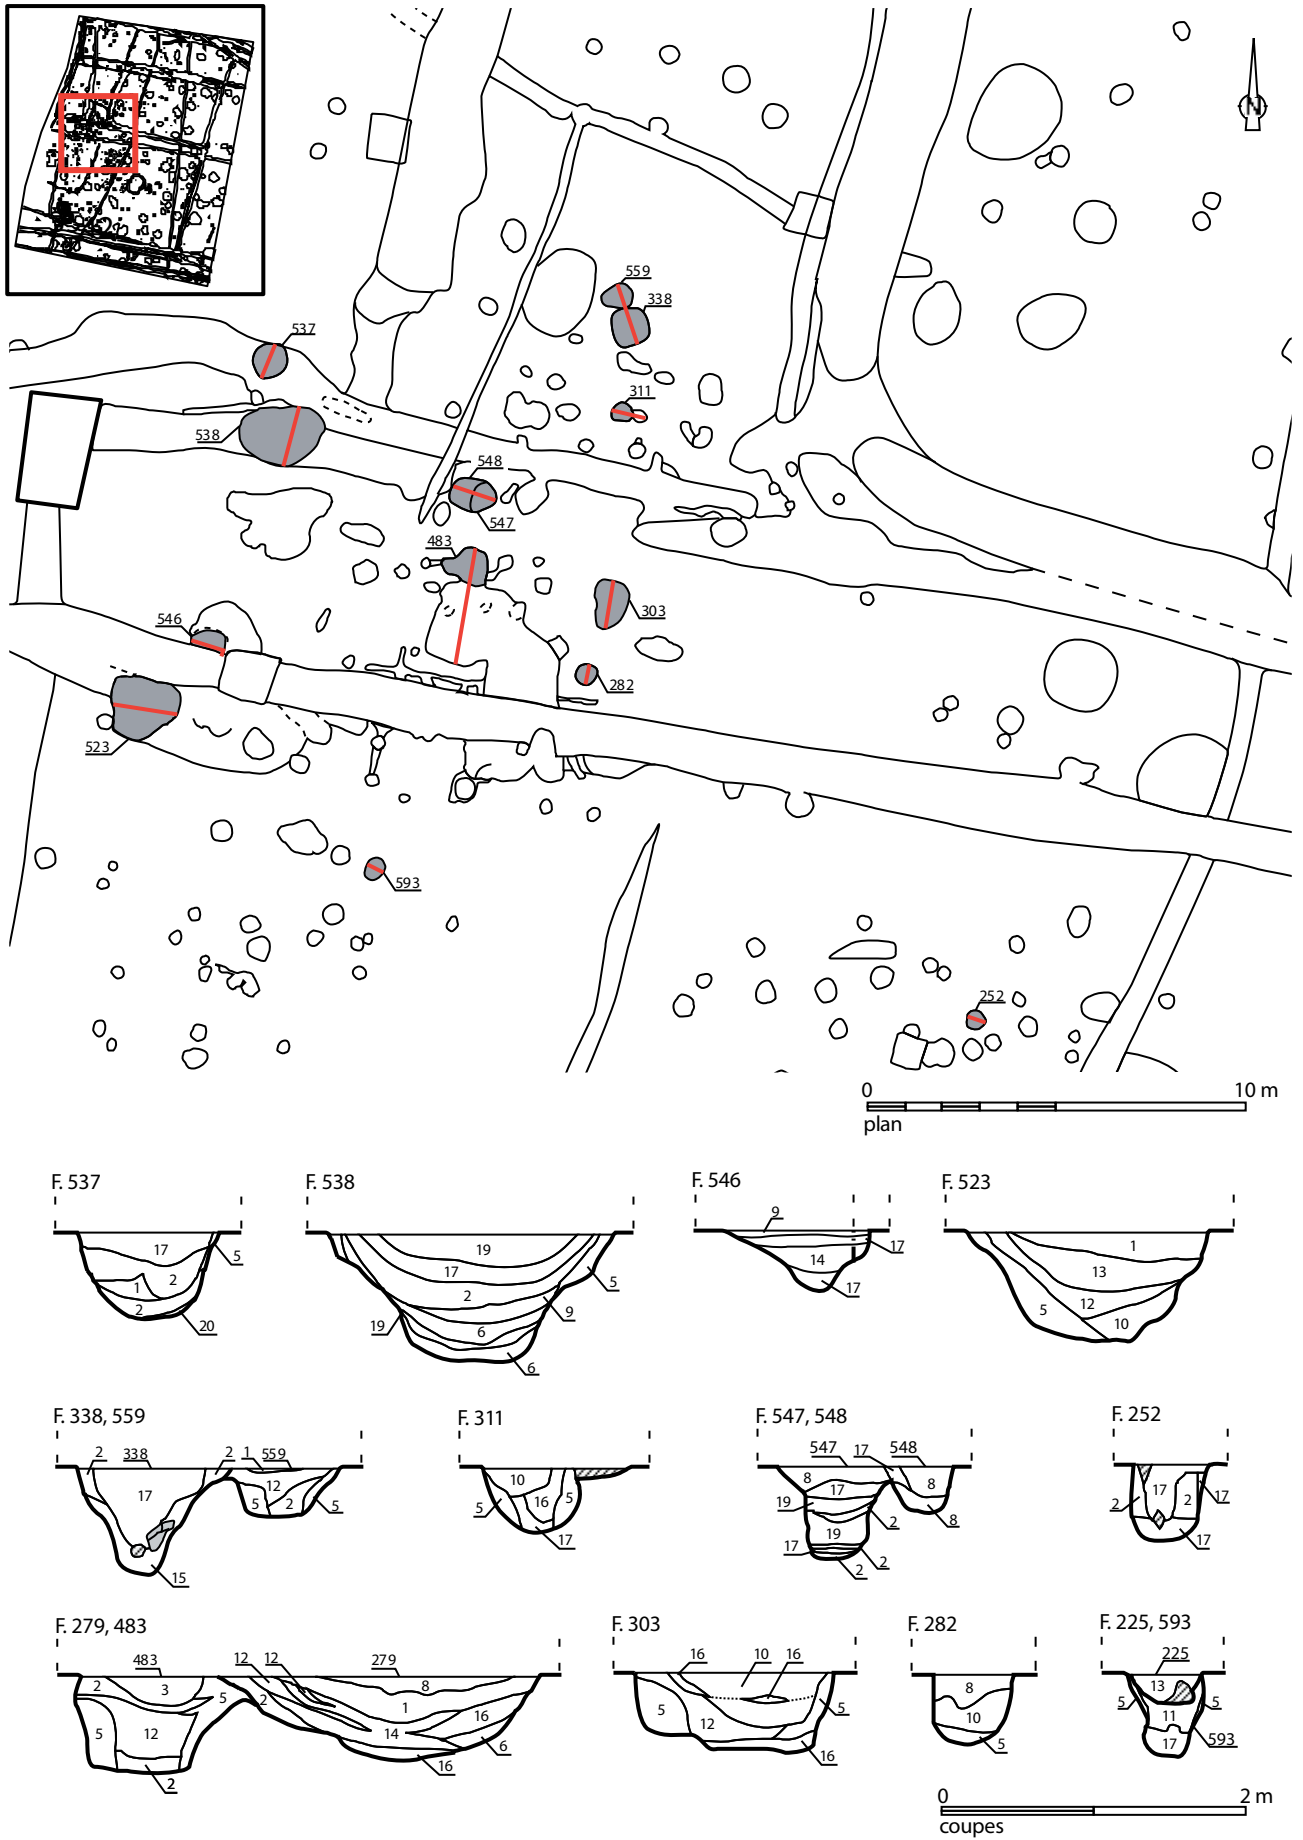 N
559
338
537
311
538
548
547
483
303
546
282
523
593
252
0 10 m
plan
F. 537
17
5
1 2
2
20
F. 538
19
17
5
2
9
19
6
6
F. 546
9
17
14
17
F. 523
1
13
12
5
10
F. 338, 559
2 338 2 1 559
12
17
5 2 5
15
F. 311
10
5 16 5
17
F. 547, 548
547 17 548
8 8
17
19
2 8
19
17 2
2
F. 252
17
2 2 17
17
F. 279, 483
483 12 12 279
2 3 8
5 2 1
16
5 12 14
6
16
2
F. 303
16 10 16
5 5
12
16
F. 282
8
10
5
F. 225, 593
225
13
5 5
11
593
17
0 2 m
coupes